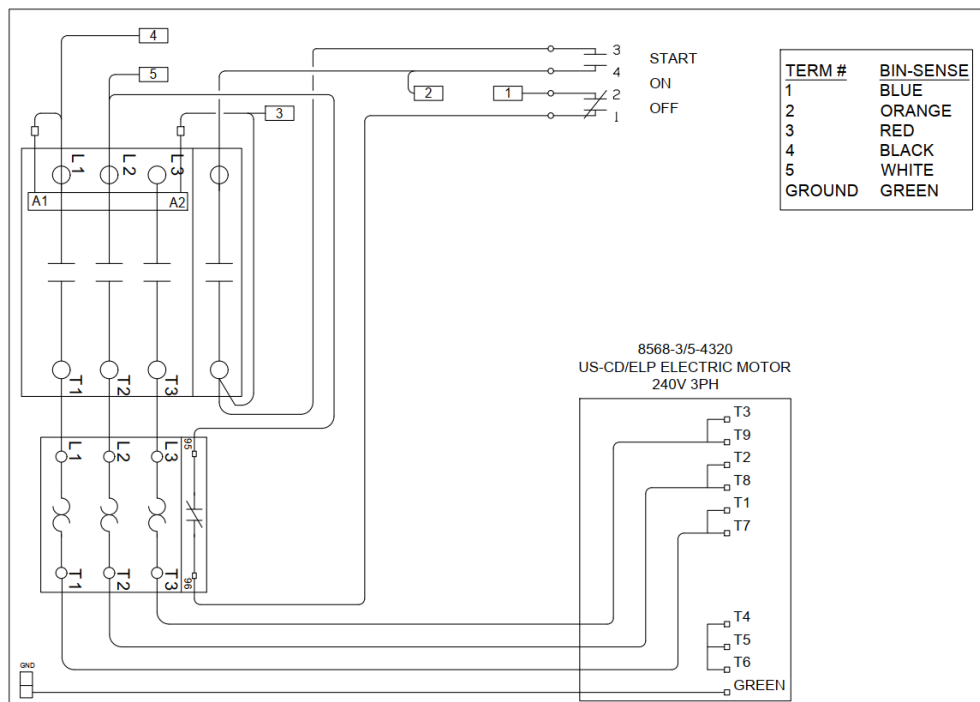 4
5
3
2
1
3
4
2
1
START
ON
OFF
TERM # BIN-SENSE
1 BLUE
2 ORANGE
3 RED
4 BLACK
5 WHITE
GROUND GREEN
L1 L2 L3
A1 A2
T1 T2 T3
L1 L2 L3 95
T1 T2 T3 96
8568-3/5-4320
US-CD/ELP ELECTRIC MOTOR
240V 3PH
T3
T9
T2
T8
T1
T7
T4
T5
T6
GREEN
GND